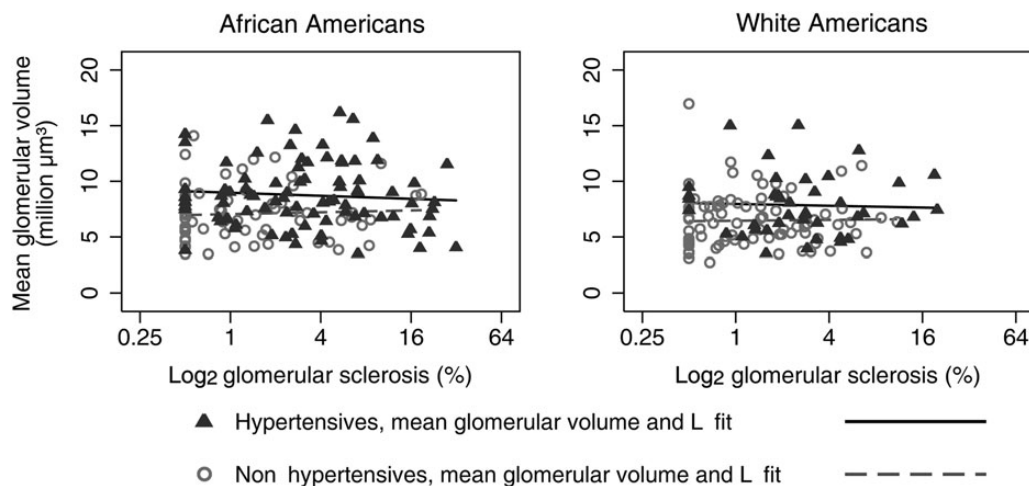 African Americans
White Americans
Mean glomerular volume
(million µm³)
20
15
10
5
0
0.25 1 4 16 64
Log2 glomerular sclerosis (%)
20
15
10
5
0
0.25 1 4 16 64
Log2 glomerular sclerosis (%)
Hypertensives, mean glomerular volume and L fit
Non hypertensives, mean glomerular volume and L fit